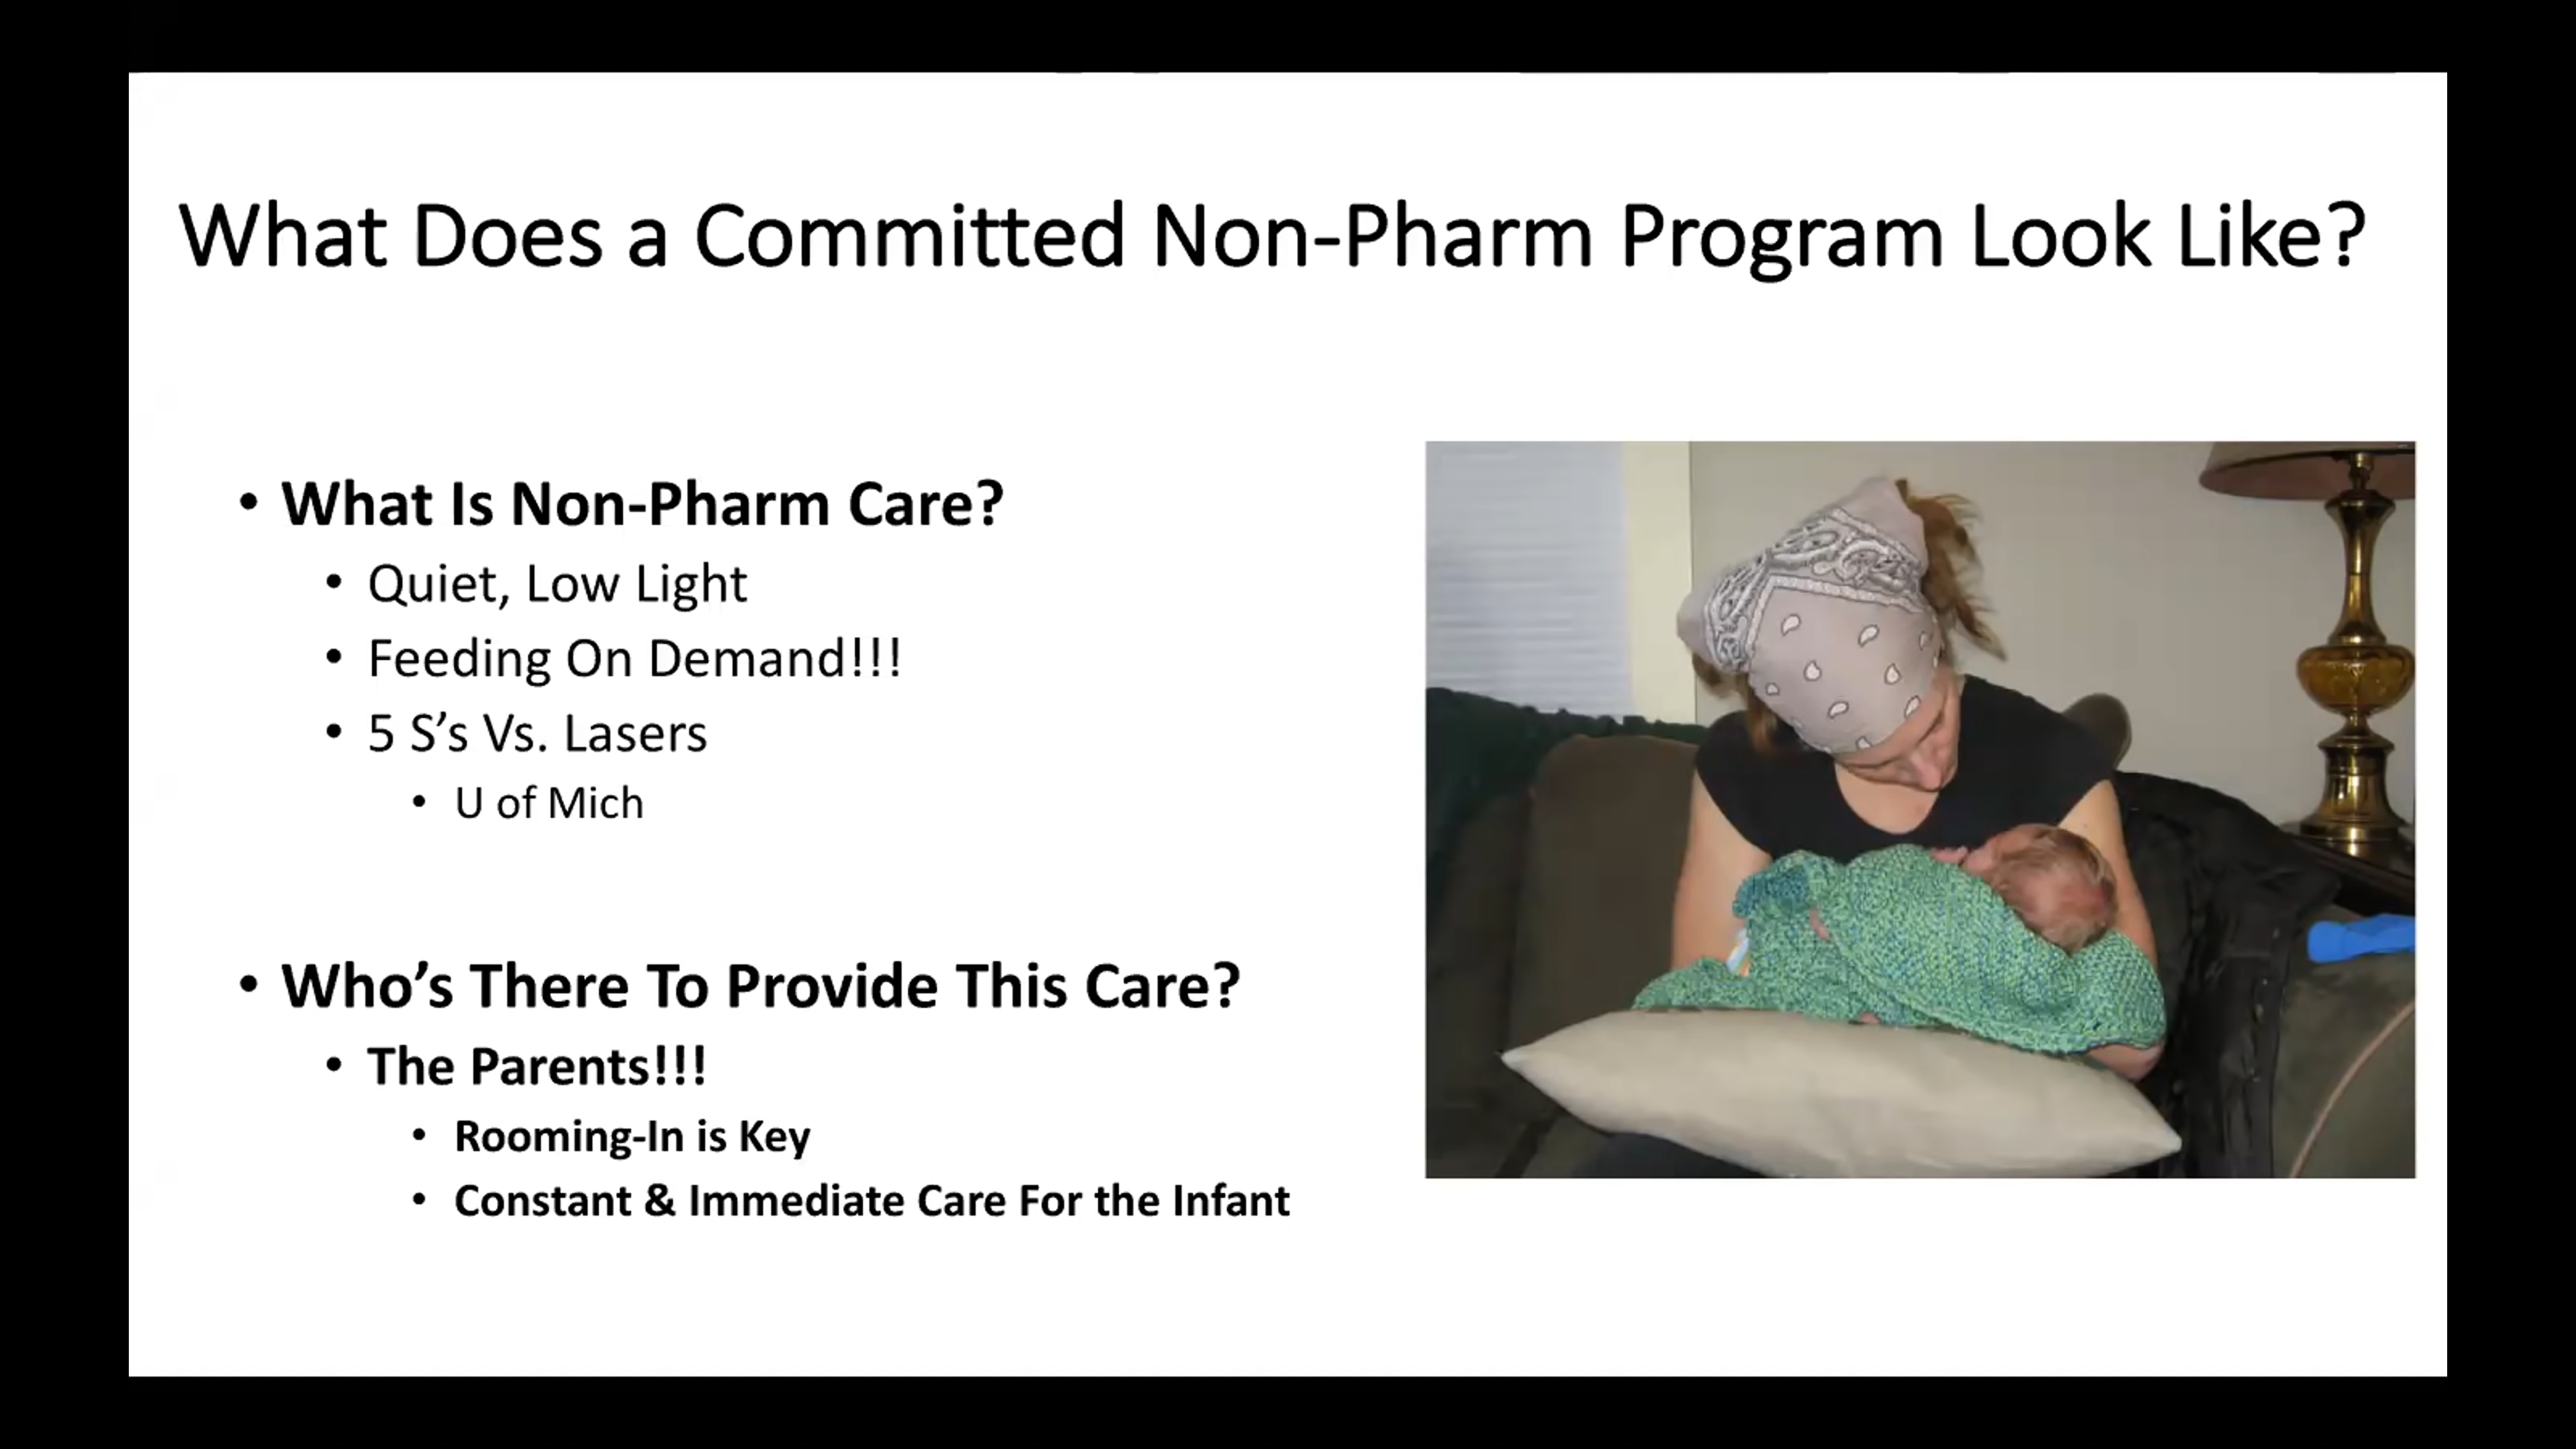 What Does a Committed Non-Pharm Program Look Like?
• What Is Non-Pharm Care?
• Quiet, Low Light
• Feeding On Demand!!!
• 5 S’s Vs. Lasers
• U of Mich
• Who’s There To Provide This Care?
• The Parents!!!
• Rooming-In is Key
• Constant & Immediate Care For the Infant